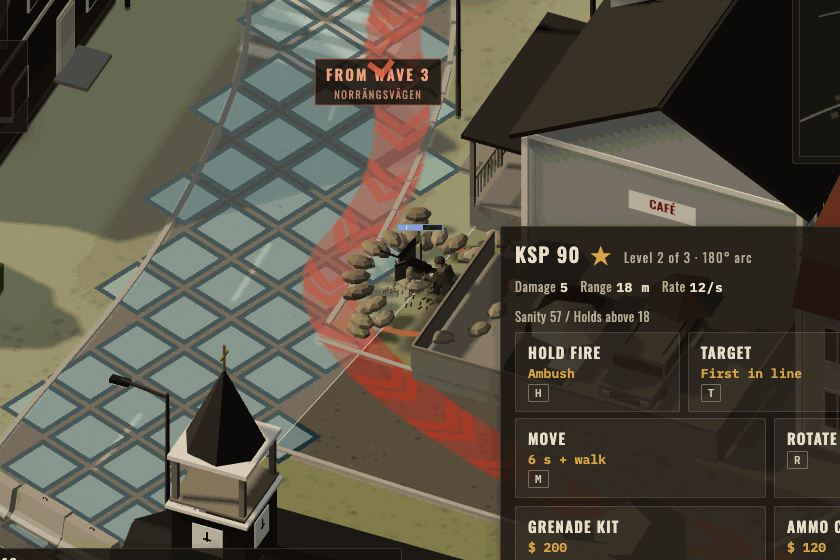 FROM WAVE 3
NORRÄNGSVÄGEN
CAFÉ
KSP 90 ★ Level 2 of 3 · 180° arc
Damage 5 Range 18 m Rate 12/s
Sanity 57 / Holds above 18
HOLD FIRE
Ambush
H
TARGET
First in line
T
MOVE
6 s + walk
M
ROTATE
R
GRENADE KIT
$ 200
AMMO
$ 120